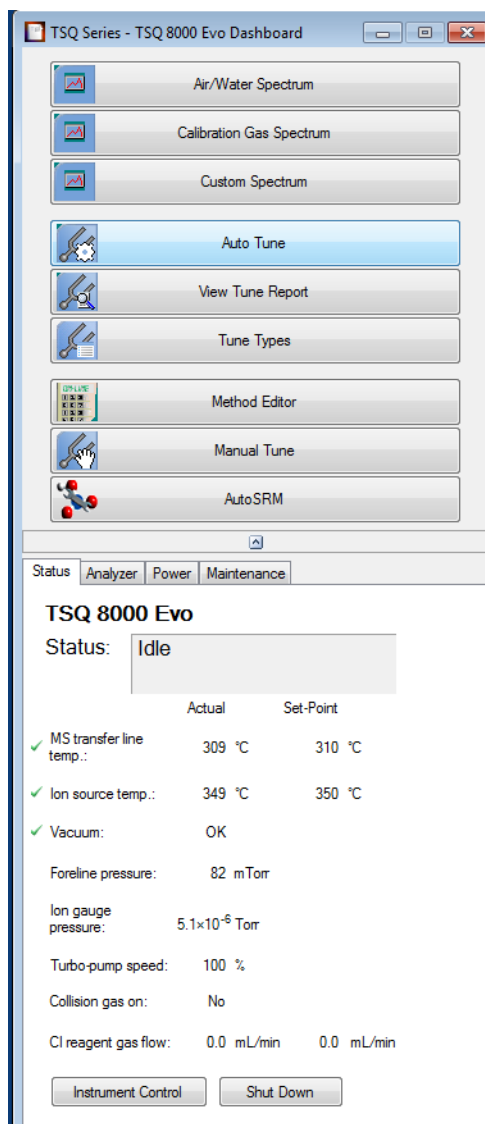 TSQ Series - TSQ 8000 Evo Dashboard
Air/Water Spectrum
Calibration Gas Spectrum
Custom Spectrum
Auto Tune
View Tune Report
Tune Types
Method Editor
Manual Tune
AutoSRM
Status Analyzer Power Maintenance
TSQ 8000 Evo
Status: Idle
Actual Set-Point
MS transfer line
temp.: 309 °C 310 °C
Ion source temp.: 349 °C 350 °C
Vacuum: OK
Foreline pressure: 82 mTorr
Ion gauge
pressure: 5.1×10⁻⁶ Torr
Turbo-pump speed: 100 %
Collision gas on: No
CI reagent gas flow: 0.0 mL/min 0.0 mL/min
Instrument Control Shut Down